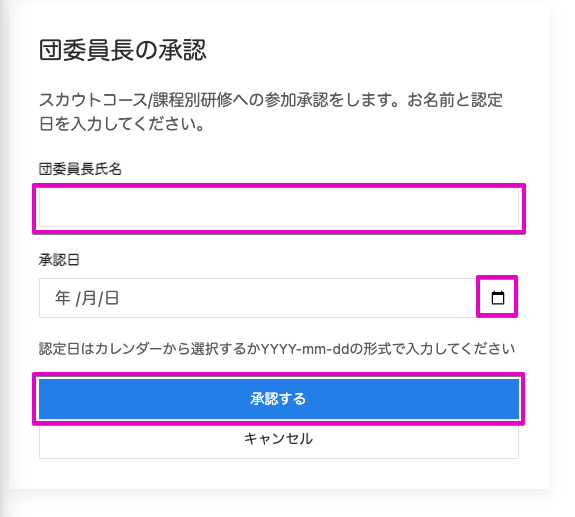 団委員長の承認
スカウトコース/課程別研修への参加承認をします。お名前と認定
日を入力してください。
団委員長氏名
承認日
年 /月/日
認定日はカレンダーから選択するかYYYY-mm-ddの形式で入力してください
承認する
キャンセル